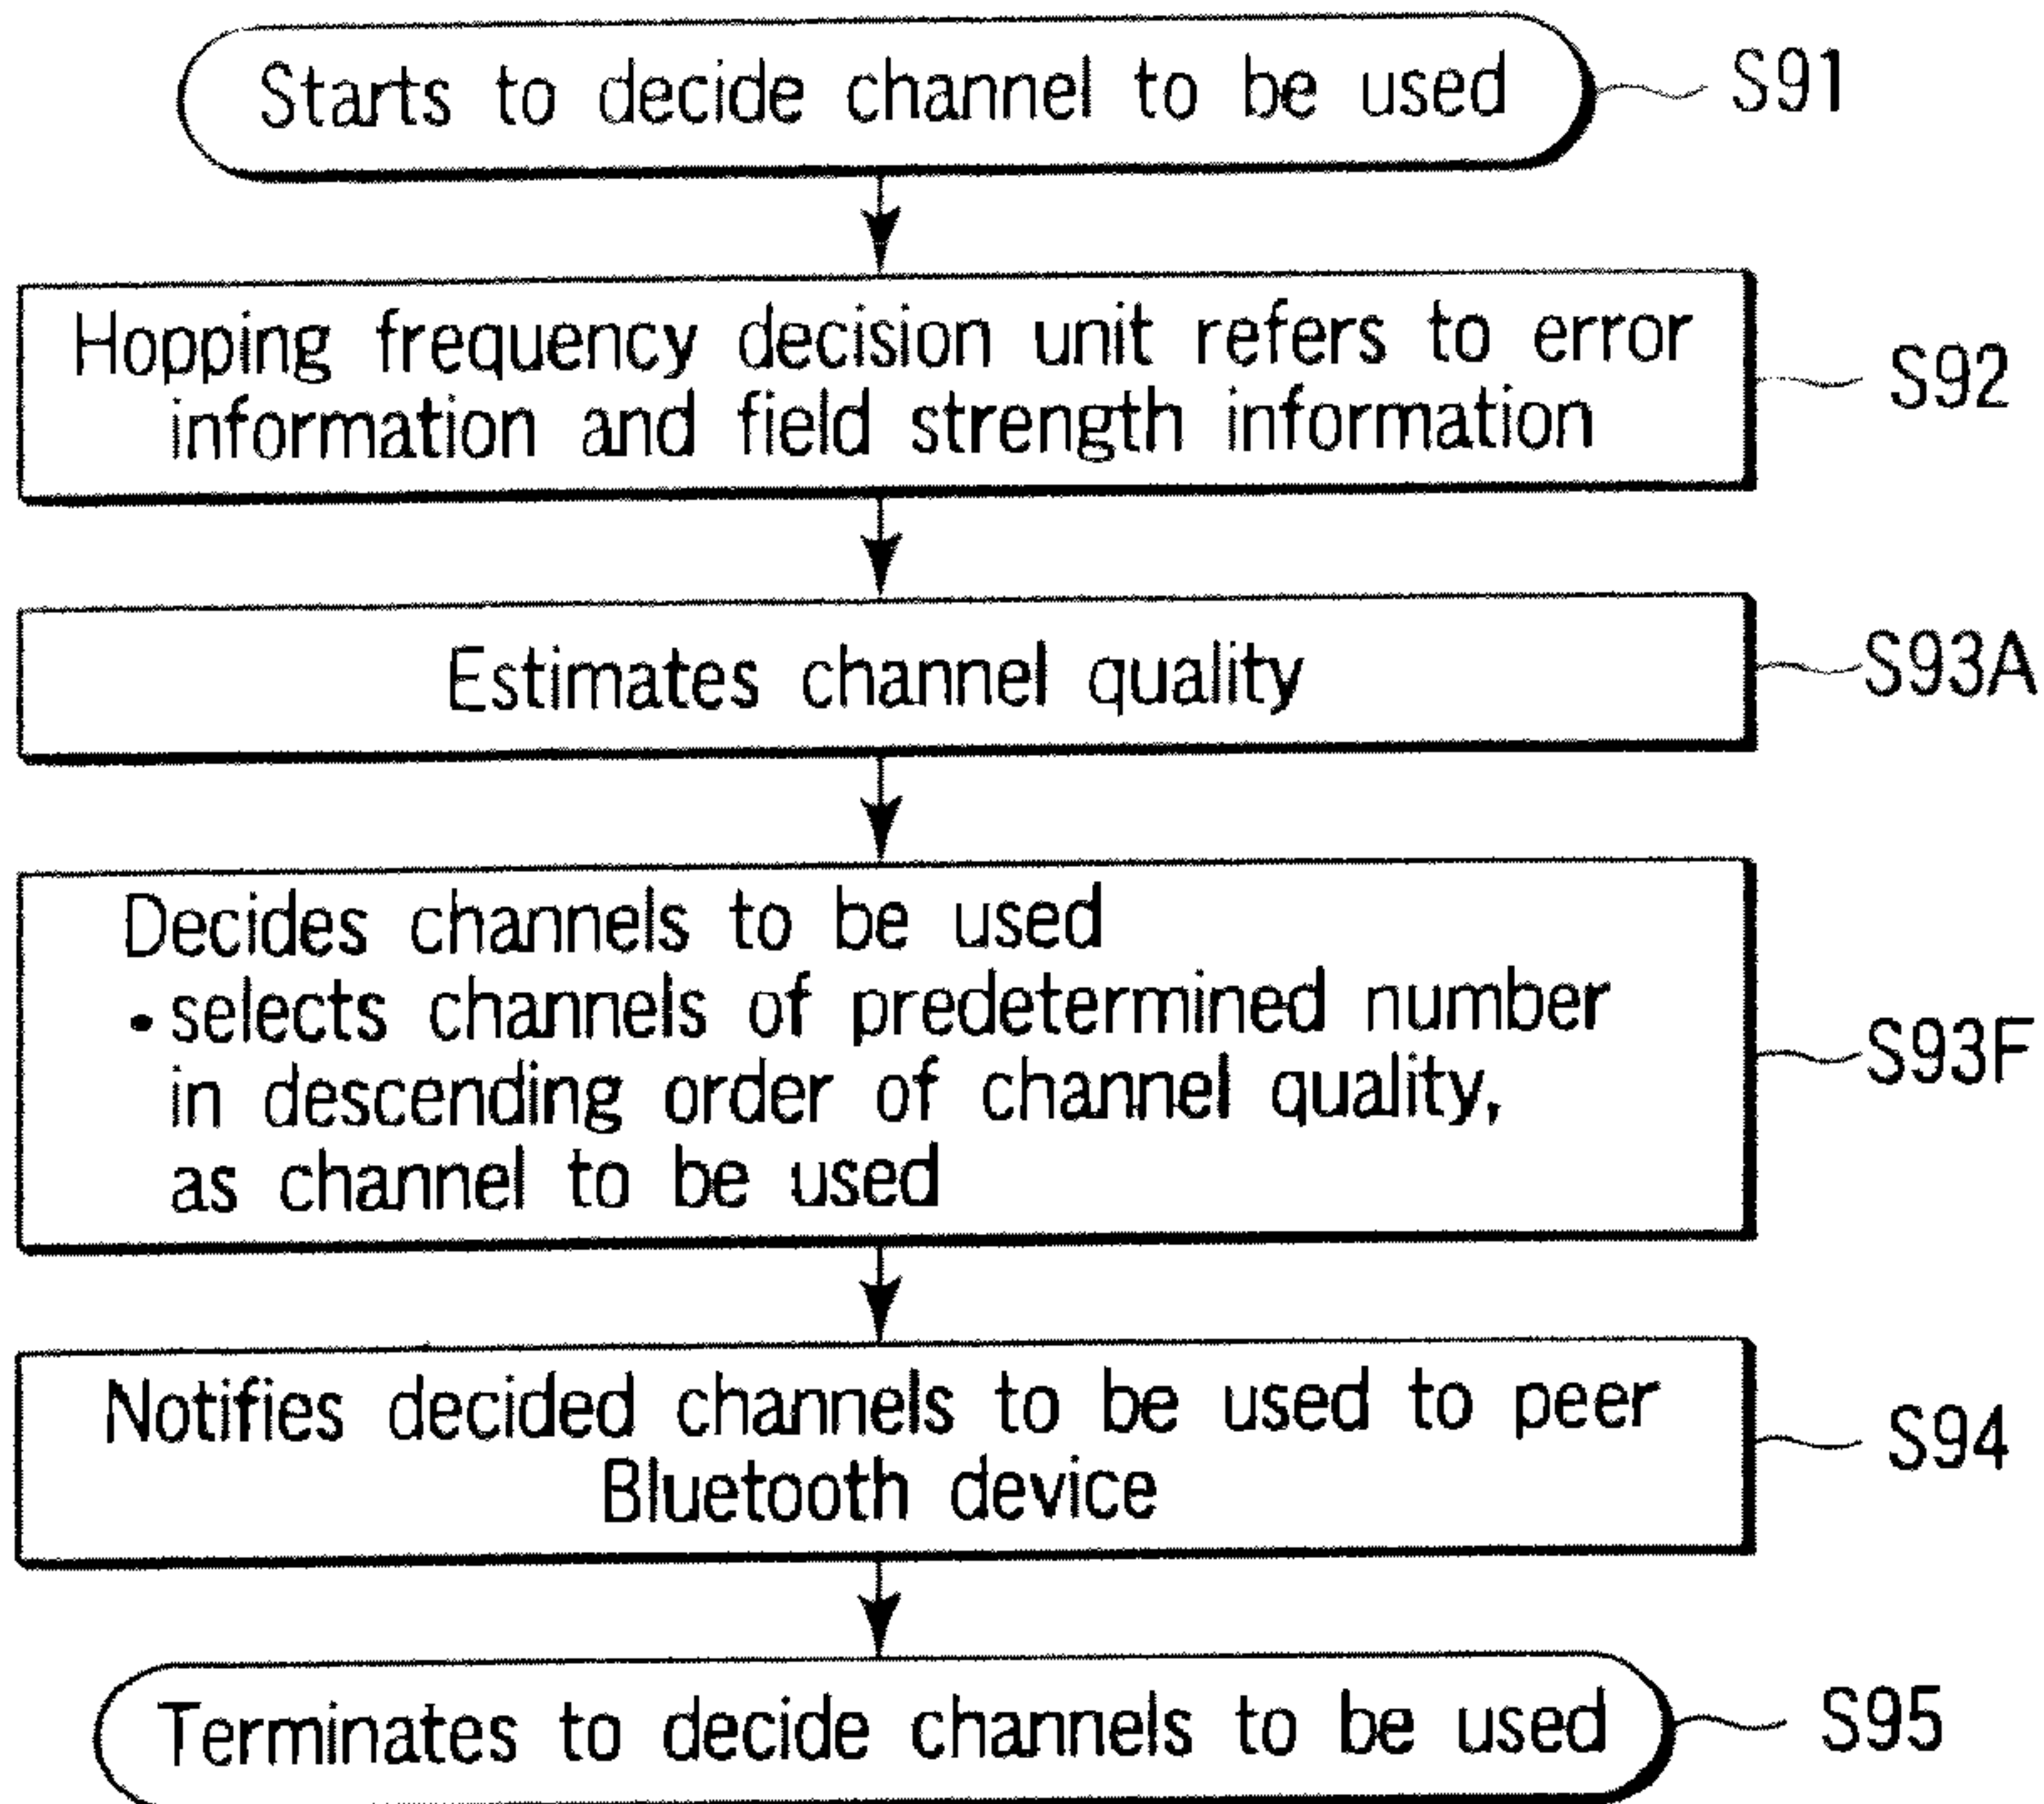 Starts to decide channel to be used
S91
Hopping frequency decision unit refers to error
information and field strength information
S92
Estimates channel quality
S93A
Decides channels to be used
• selects channels of predetermined number
in descending order of channel quality,
as channel to be used
S93F
Notifies decided channels to be used to peer
Bluetooth device
S94
Terminates to decide channels to be used
S95